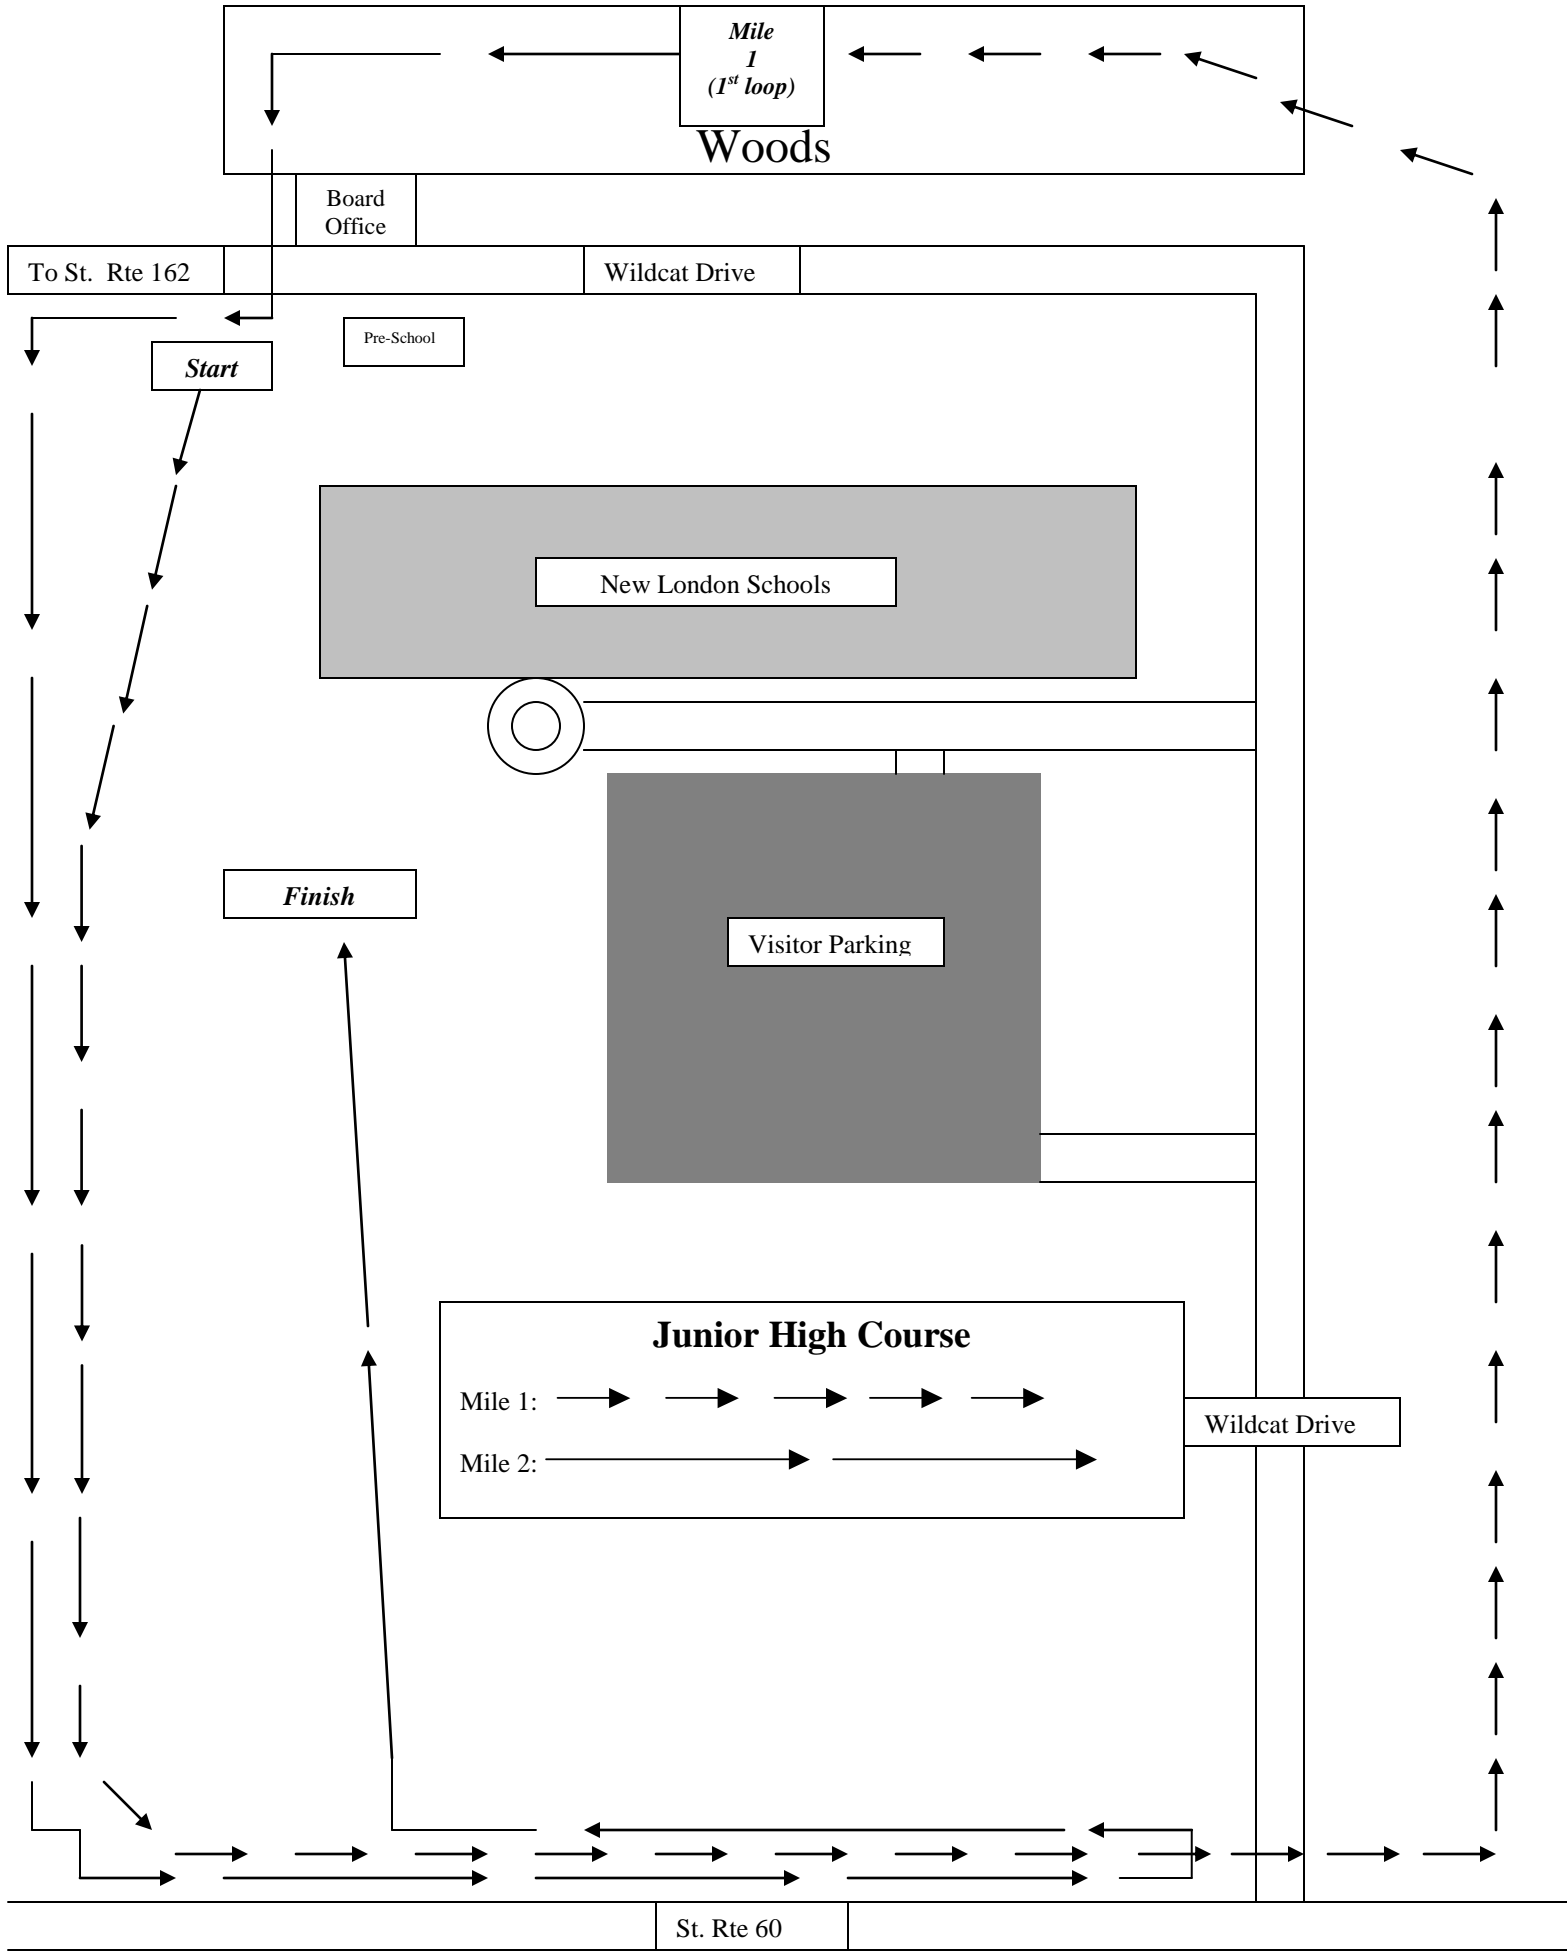 Mile
1
(1st loop)
Woods
Board
Office
To St. Rte 162
Wildcat Drive
Pre-School
Start
New London Schools
Finish
Visitor Parking
Junior High Course
Mile 1:
Mile 2:
Wildcat Drive
St. Rte 60